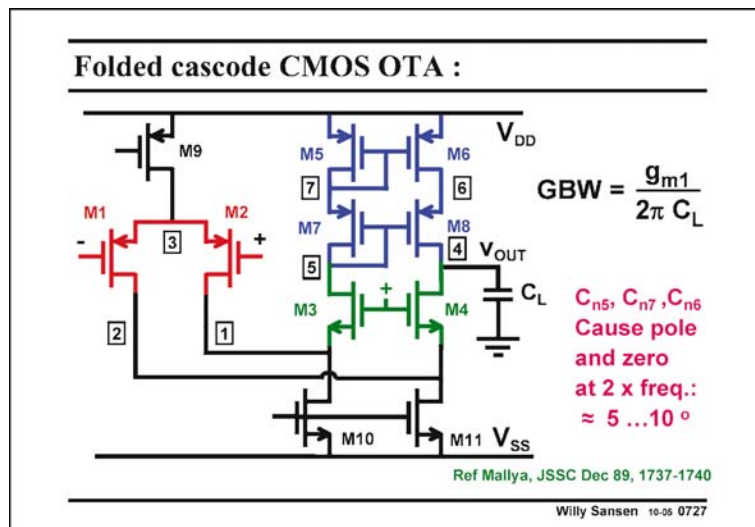 Folded cascode CMOS OTA :
M9
M5
M6
VDD
7
6
GBW = gm1 / 2π CL
M1
M2
3
M7
M8
4
vOUT
-
+
5
CL
+
M3
M4
2
1
Cn5, Cn7 ,Cn6
Cause pole
and zero
at 2 x freq.:
≈ 5 …10 o
M10
M11
VSS
Ref Mallya, JSSC Dec 89, 1737-1740
Willy Sansen 10-05 0727